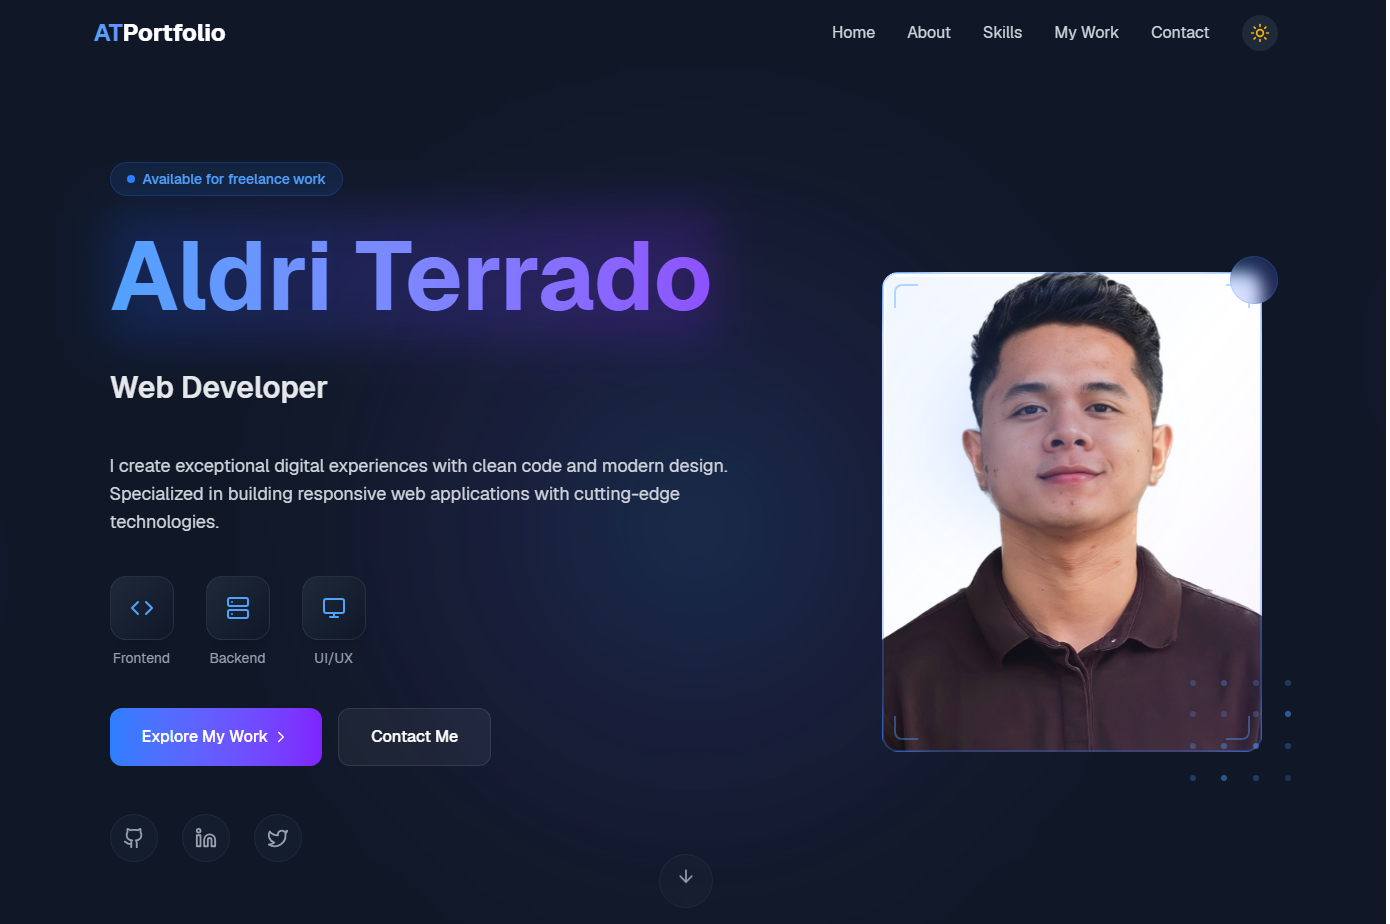 ATPortfolio
Home
About
Skills
My Work
Contact
Available for freelance work
Aldri Terrado
Web Developer
I create exceptional digital experiences with clean code and modern design.
Specialized in building responsive web applications with cutting-edge
technologies.
Frontend
Backend
UI/UX
Explore My Work
Contact Me